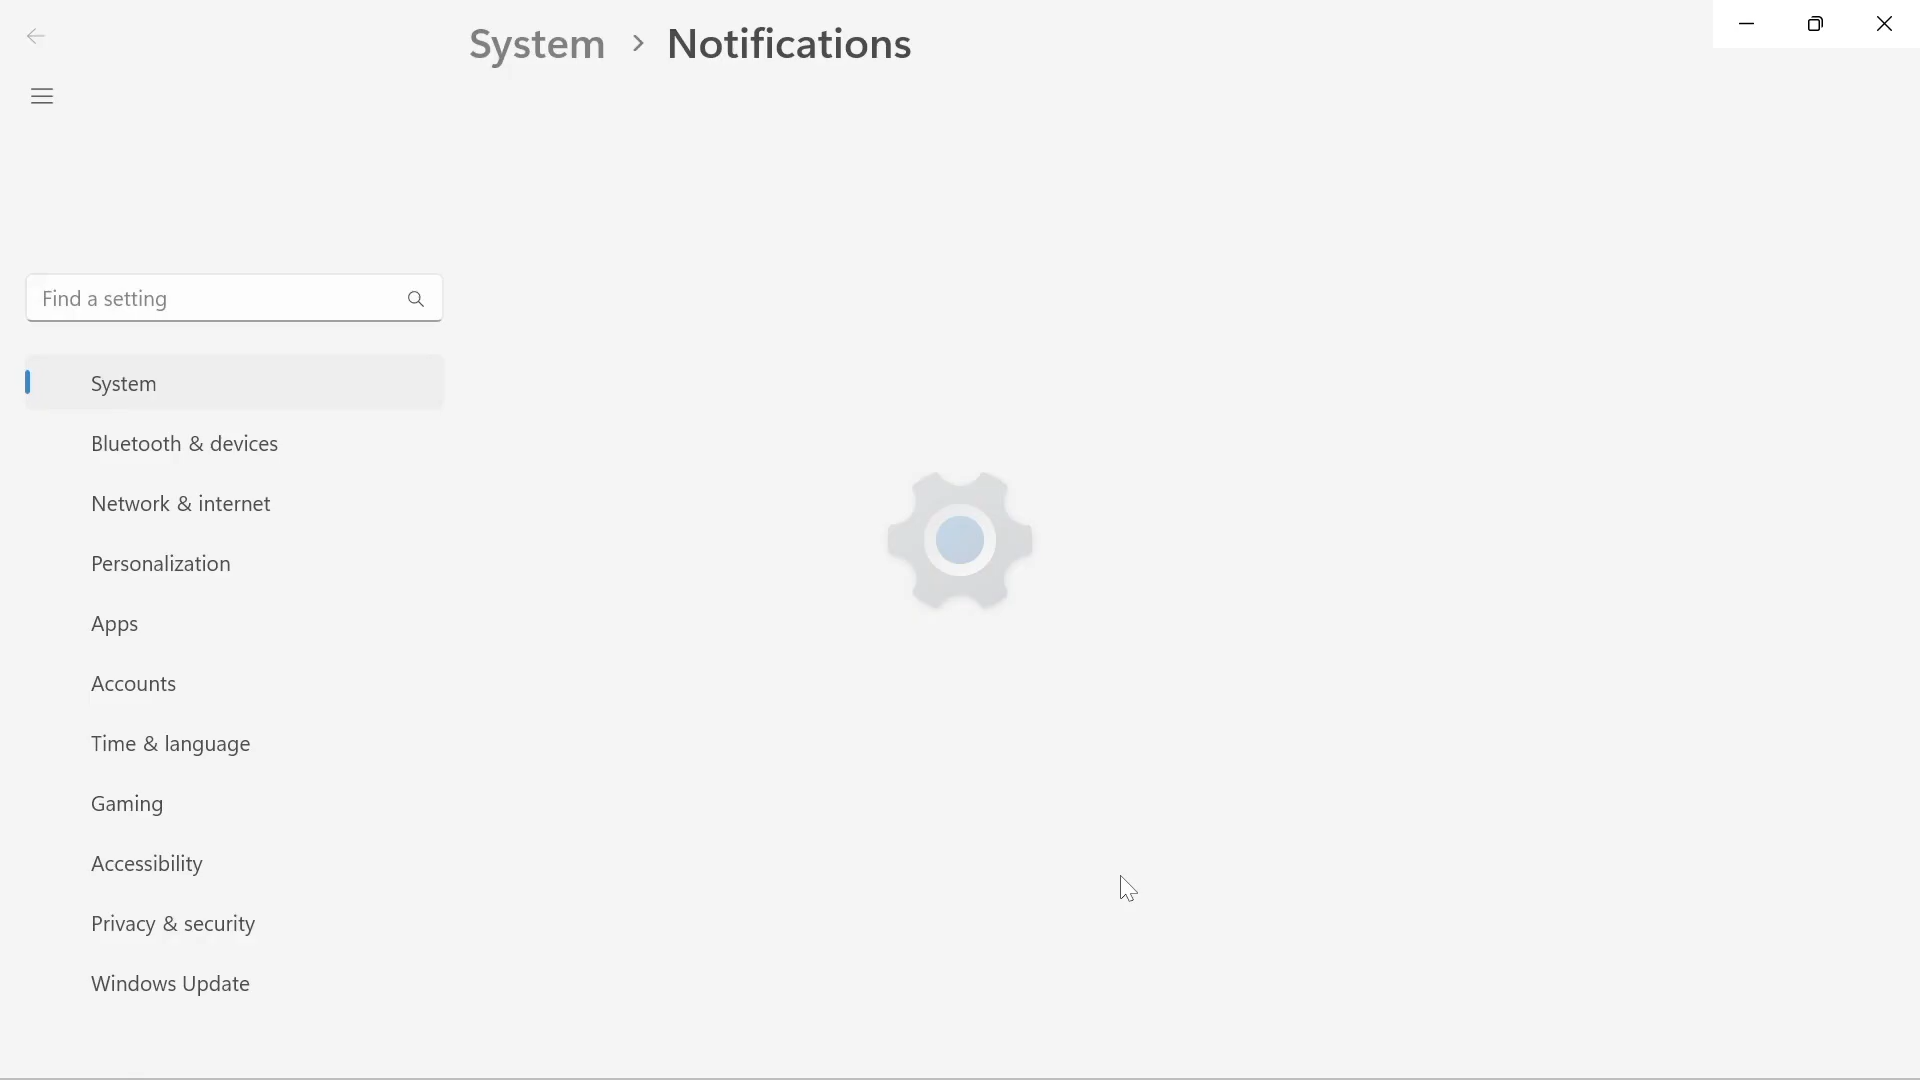 System > Notifications
Find a setting
System
Bluetooth & devices
Network & internet
Personalization
Apps
Accounts
Time & language
Gaming
Accessibility
Privacy & security
Windows Update